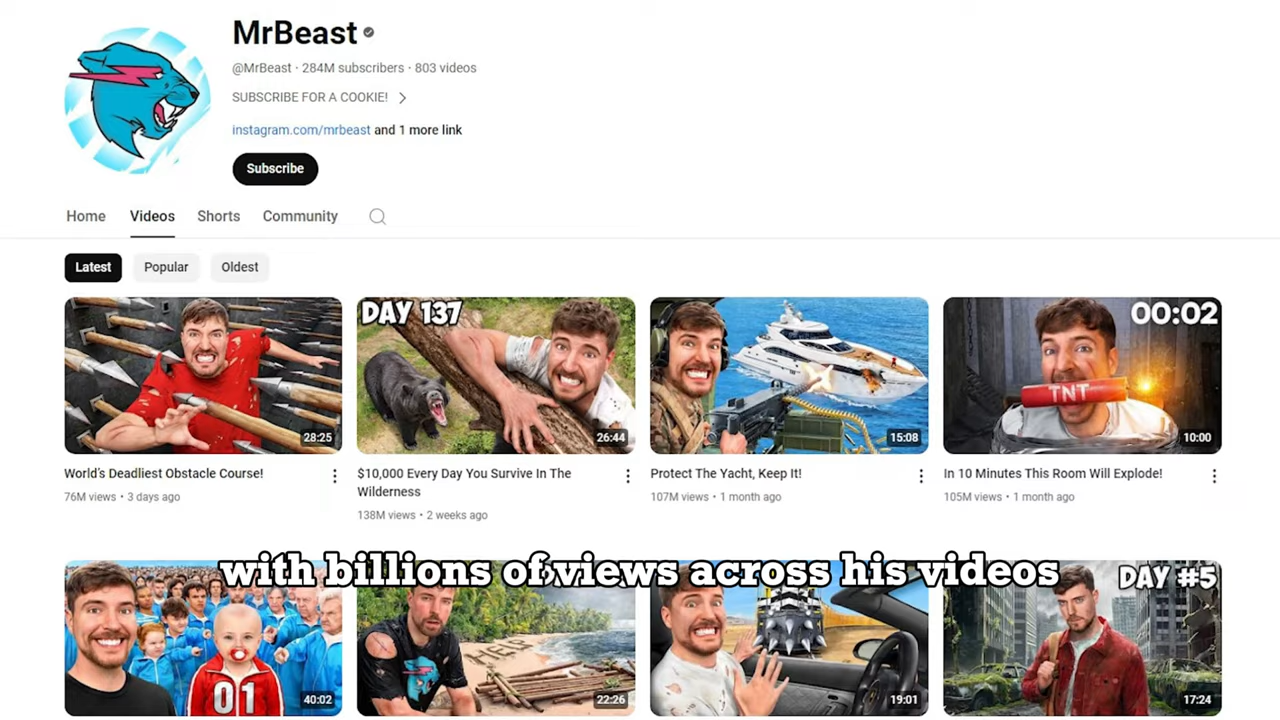 MrBeast
@MrBeast · 284M subscribers · 803 videos
SUBSCRIBE FOR A COOKIE!
instagram.com/mrbeast and 1 more link
Subscribe
Home Videos Shorts Community
Latest Popular Oldest
DAY 137
00:02
TNT
28:25
26:44
15:08
10:00
World's Deadliest Obstacle Course!
76M views • 3 days ago
$10,000 Every Day You Survive In The
Wilderness
138M views • 2 weeks ago
Protect The Yacht, Keep It!
107M views • 1 month ago
In 10 Minutes This Room Will Explode!
105M views • 1 month ago
with billions of views across his videos
DAY #5
HELP
01
40:02
22:26
19:01
17:24